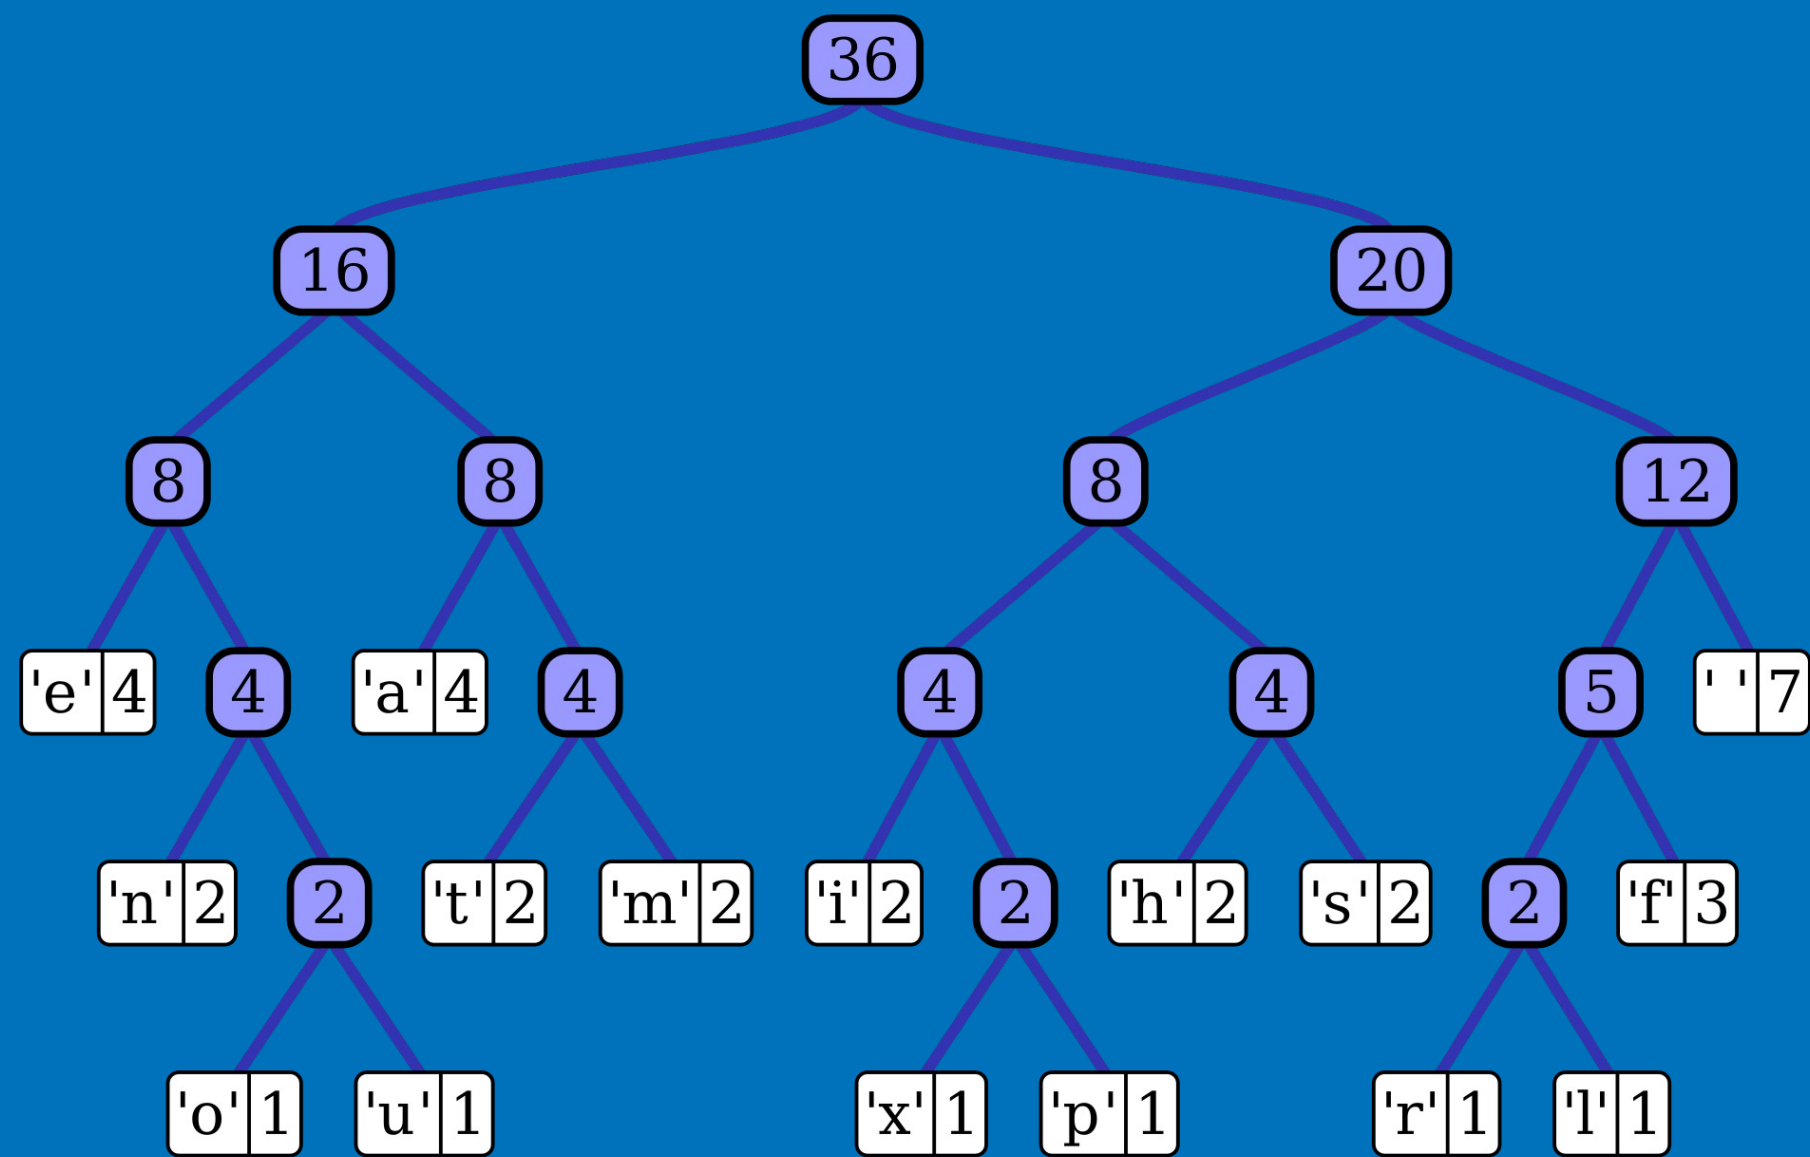 36
16 20
8 8 8 12
'e' 4 4 'a' 4 4 4 4 5 ' ' 7
'n' 2 2 't' 2 'm' 2 'i' 2 2 'h' 2 's' 2 2 'f' 3
'o' 1 'u' 1 'x' 1 'p' 1 'r' 1 'l' 1